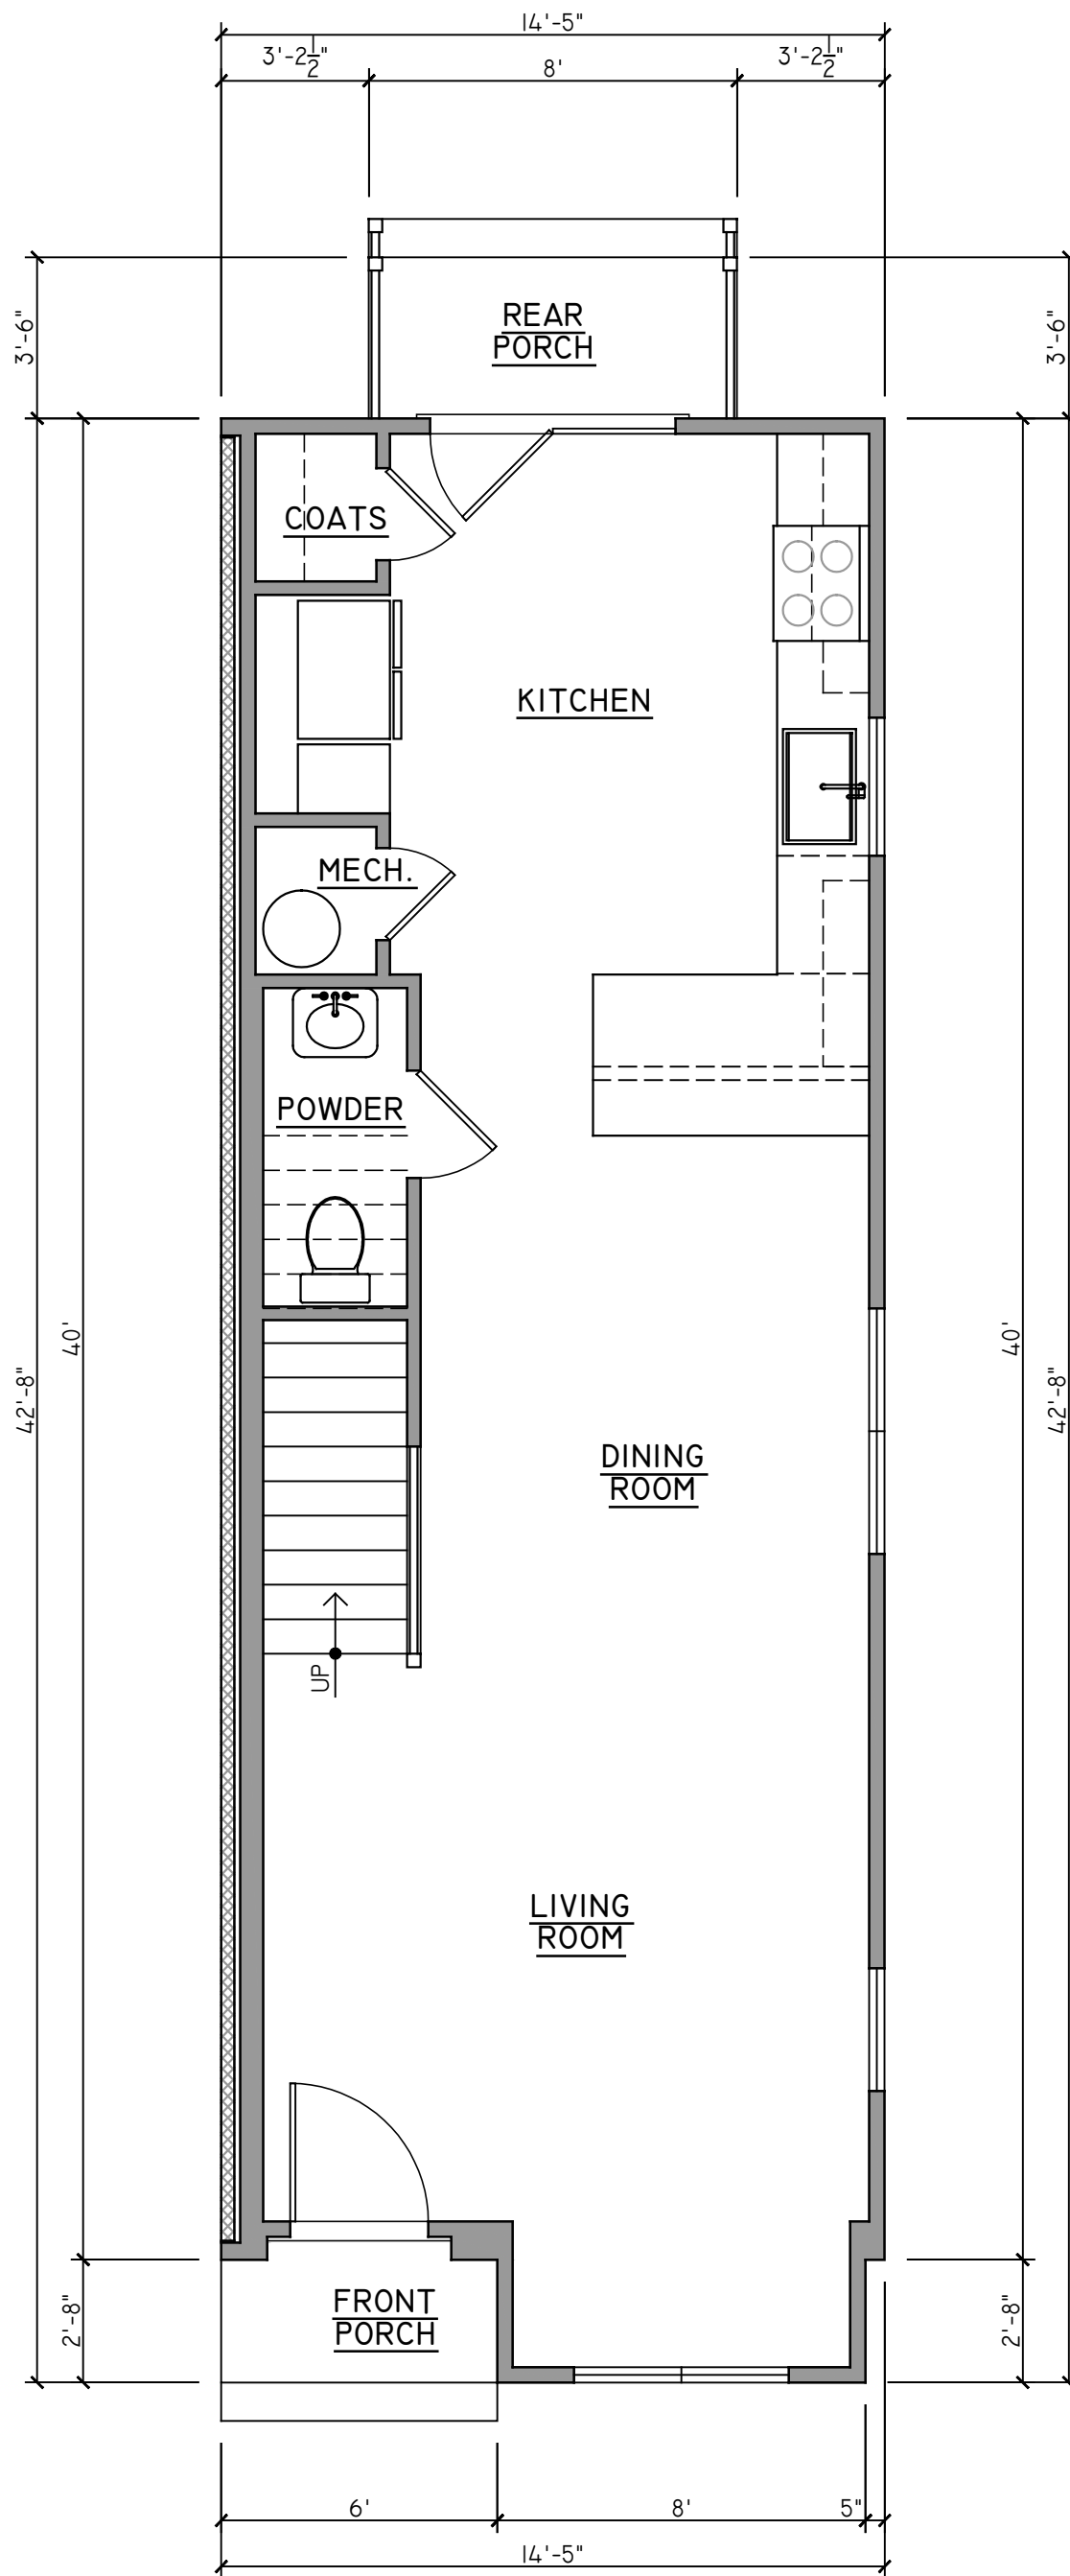 14'-5"
3'-2 1/2"
8'
3'-2 1/2"
3'-6"
3'-6"
REAR
PORCH
COATS
KITCHEN
MECH.
POWDER
40'
42'-8"
40'
42'-8"
DINING
ROOM
UP
LIVING
ROOM
FRONT
PORCH
2'-8"
2'-8"
6'
8'
5"
14'-5"